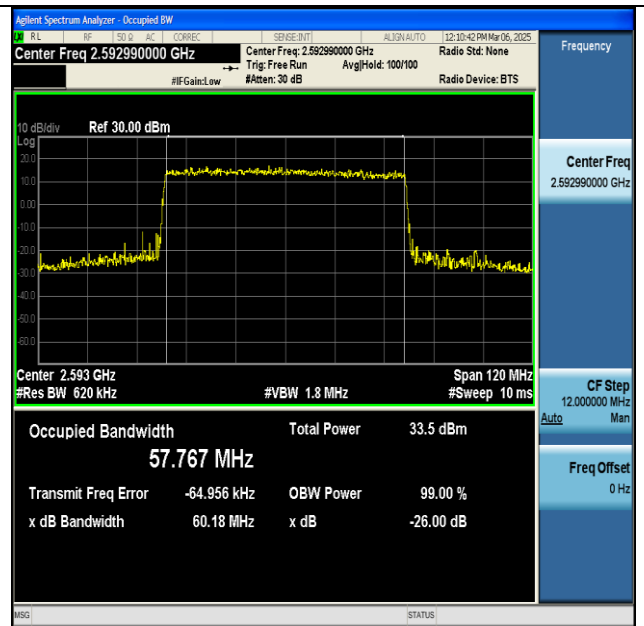 Agilent Spectrum Analyzer - Occupied BW
RL RF 50 Ω AC CORREC SENSE:INT ALIGN AUTO 12:10:42 PM Mar 06, 2025
Center Freq 2.592990000 GHz Center Freq: 2.592990000 GHz Radio Std: None
Trig: Free Run Avg|Hold: 100/100
#IFGain:Low #Atten: 30 dB Radio Device: BTS
Frequency
10 dB/div Ref 30.00 dBm
Log
20.0
10.0
0.00
-10.0
-20.0
-30.0
-40.0
-50.0
-60.0
Center 2.593 GHz Span 120 MHz
#Res BW 620 kHz #VBW 1.8 MHz #Sweep 10 ms
Occupied Bandwidth Total Power 33.5 dBm
57.767 MHz
Transmit Freq Error -64.956 kHz OBW Power 99.00 %
x dB Bandwidth 60.18 MHz x dB -26.00 dB
Center Freq
2.592990000 GHz
CF Step
12.000000 MHz
Auto Man
Freq Offset
0 Hz
MSG STATUS